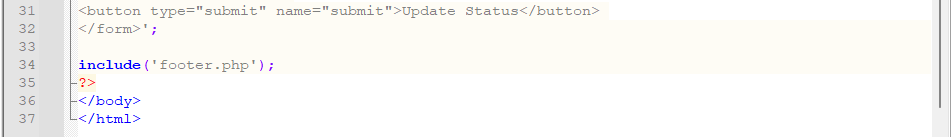 31 <button type="submit" name="submit">Update Status</button>
32 </form>';
33
34 include('footer.php');
35 ?>
36 </body>
37 </html>